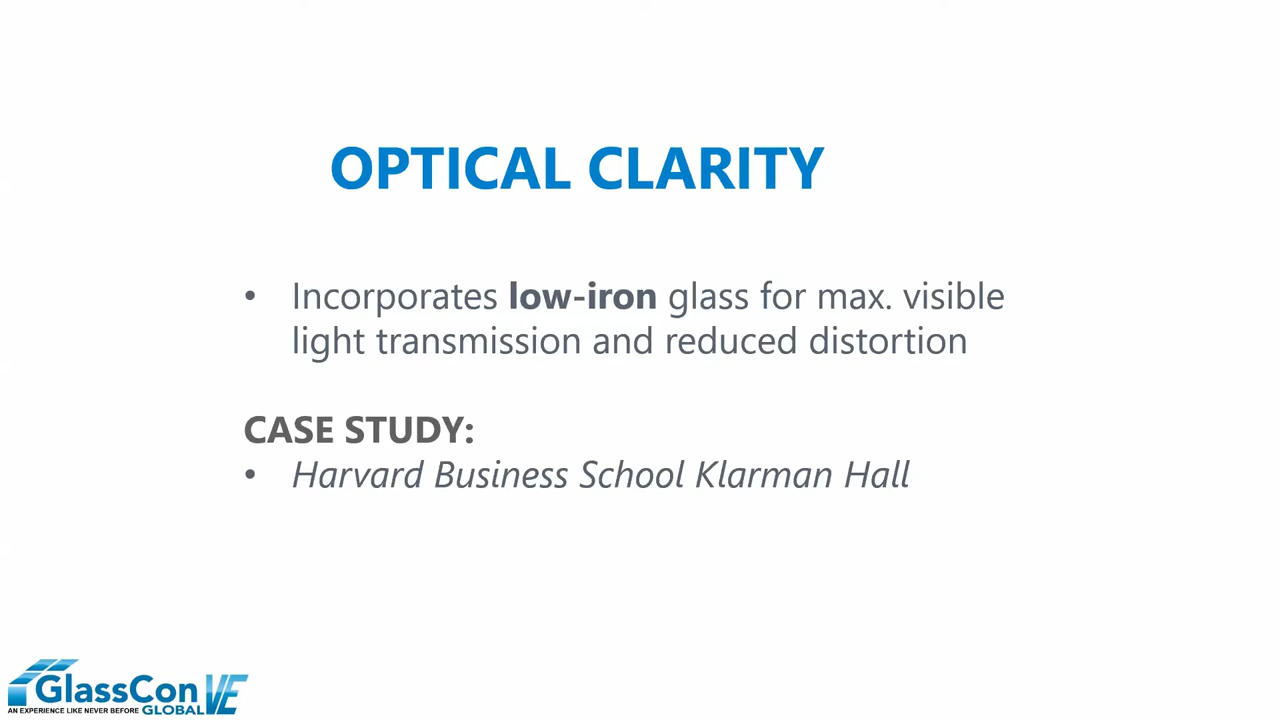 OPTICAL CLARITY
• Incorporates low-iron glass for max. visible
light transmission and reduced distortion
CASE STUDY:
• Harvard Business School Klarman Hall
GlassCon VE
AN EXPERIENCE LIKE NEVER BEFORE GLOBAL